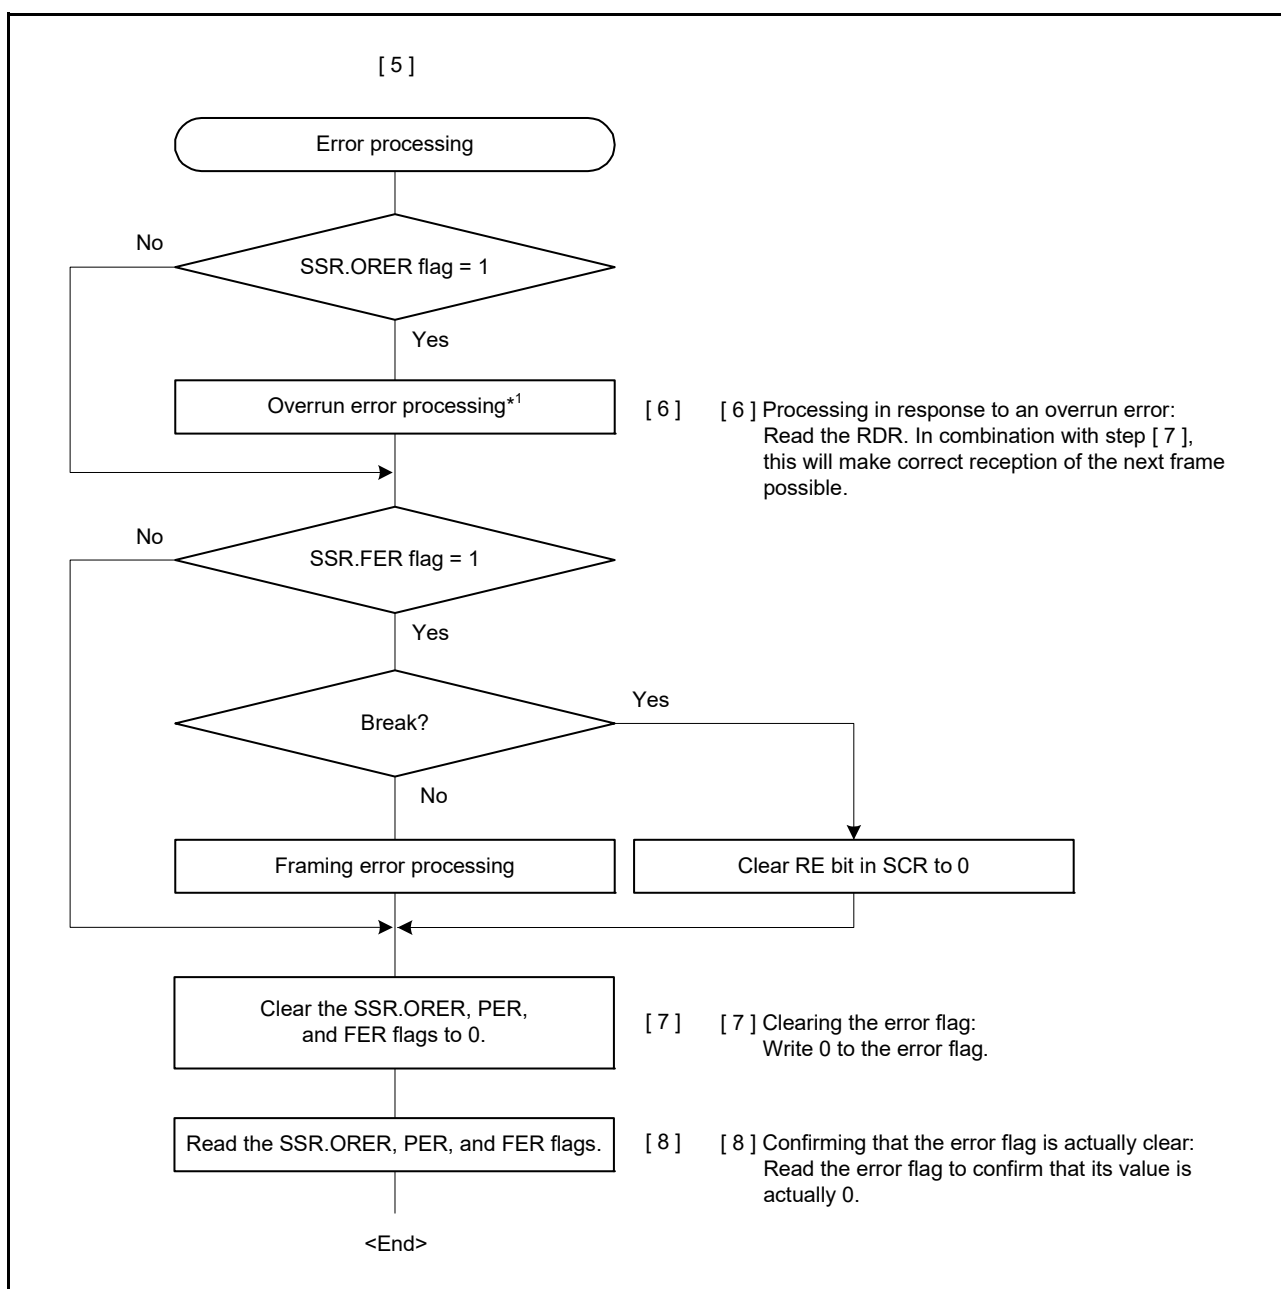 [ 5 ]
Error processing
No
SSR.ORER flag = 1
Yes
Overrun error processing*1
[ 6 ]
[ 6 ] Processing in response to an overrun error:
Read the RDR. In combination with step [ 7 ],
this will make correct reception of the next frame
possible.
No
SSR.FER flag = 1
Yes
Yes
Break?
No
Framing error processing
Clear RE bit in SCR to 0
Clear the SSR.ORER, PER,
and FER flags to 0.
[ 7 ]
[ 7 ] Clearing the error flag:
Write 0 to the error flag.
Read the SSR.ORER, PER, and FER flags.
[ 8 ]
[ 8 ] Confirming that the error flag is actually clear:
Read the error flag to confirm that its value is
actually 0.
<End>